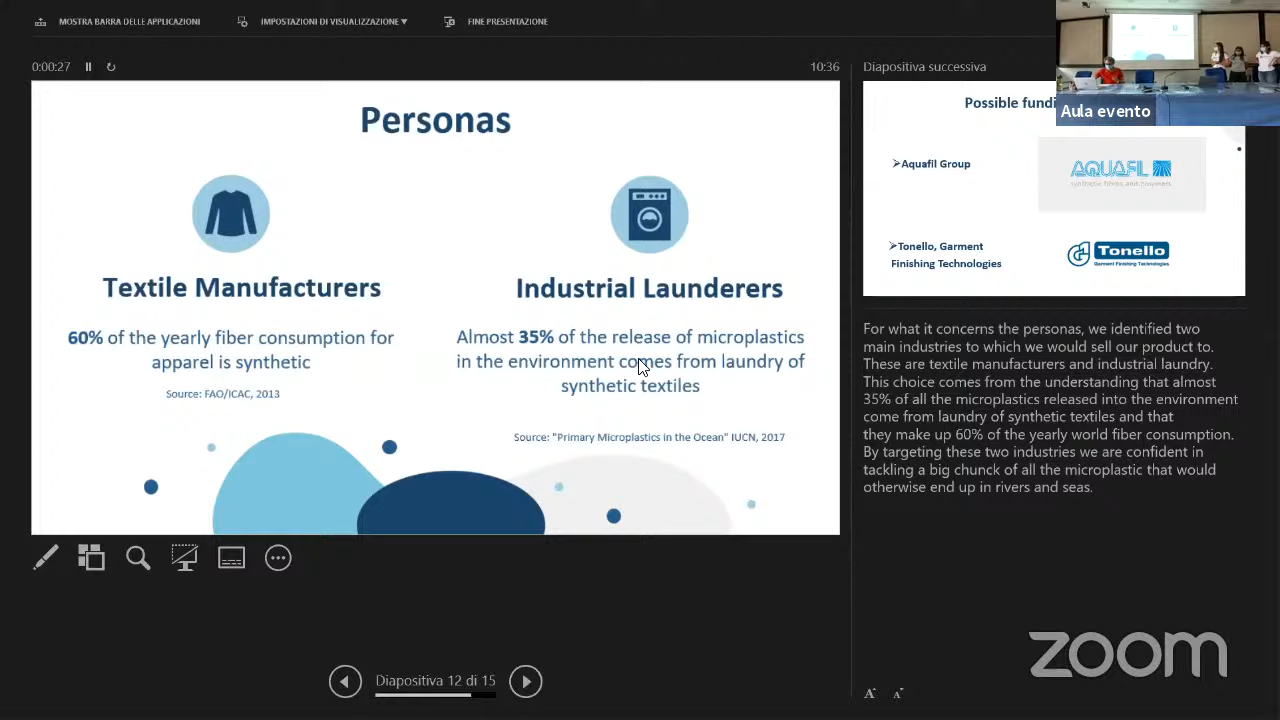 MOSTRA BARRA DELLE APPLICAZIONI
IMPOSTAZIONI DI VISUALIZZAZIONE ▼
FINE PRESENTAZIONE
0:00:27
10:36
Personas
Textile Manufacturers
60% of the yearly fiber consumption for
apparel is synthetic
Source: FAO/ICAC, 2013
Industrial Launderers
Almost 35% of the release of microplastics
in the environment comes from laundry of
synthetic textiles
Source: "Primary Microplastics in the Ocean" IUCN, 2017
Diapositiva 12 di 15
Diapositiva successiva
Aula evento
Possible fundi
➢Aquafil Group
AQUAFIL
synthetic fibres and polymers
➢Tonello, Garment
Finishing Technologies
Tonello
Garment Finishing Technologies
For what it concerns the personas, we identified two
main industries to which we would sell our product to.
These are textile manufacturers and industrial laundry.
This choice comes from the understanding that almost
35% of all the microplastics released into the environment
come from laundry of synthetic textiles and that
they make up 60% of the yearly world fiber consumption.
By targeting these two industries we are confident in
tackling a big chunck of all the microplastic that would
otherwise end up in rivers and seas.
zoom
A A